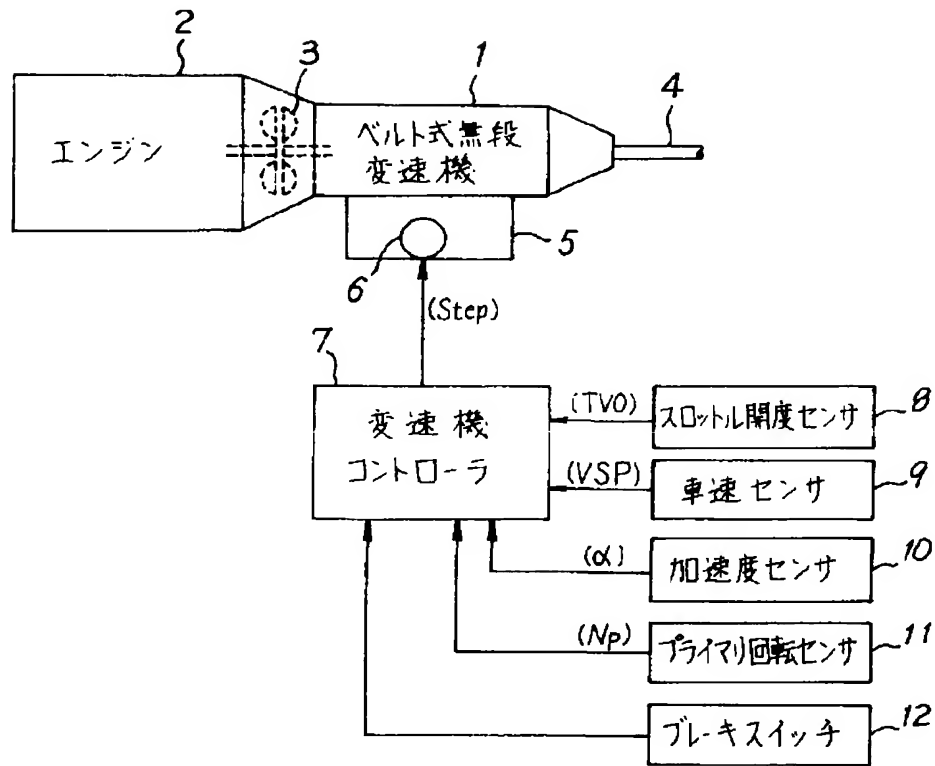 2
3
1
4
エンジン
ベルト式無段
変速機
5
6
(Step)
7
変速機
コントローラ
(TVO)
スロットル開度センサ
8
(VSP)
車速センサ
9
(α)
加速度センサ
10
(Np)
プライマリ回転センサ
11
ブレーキスイッチ
12